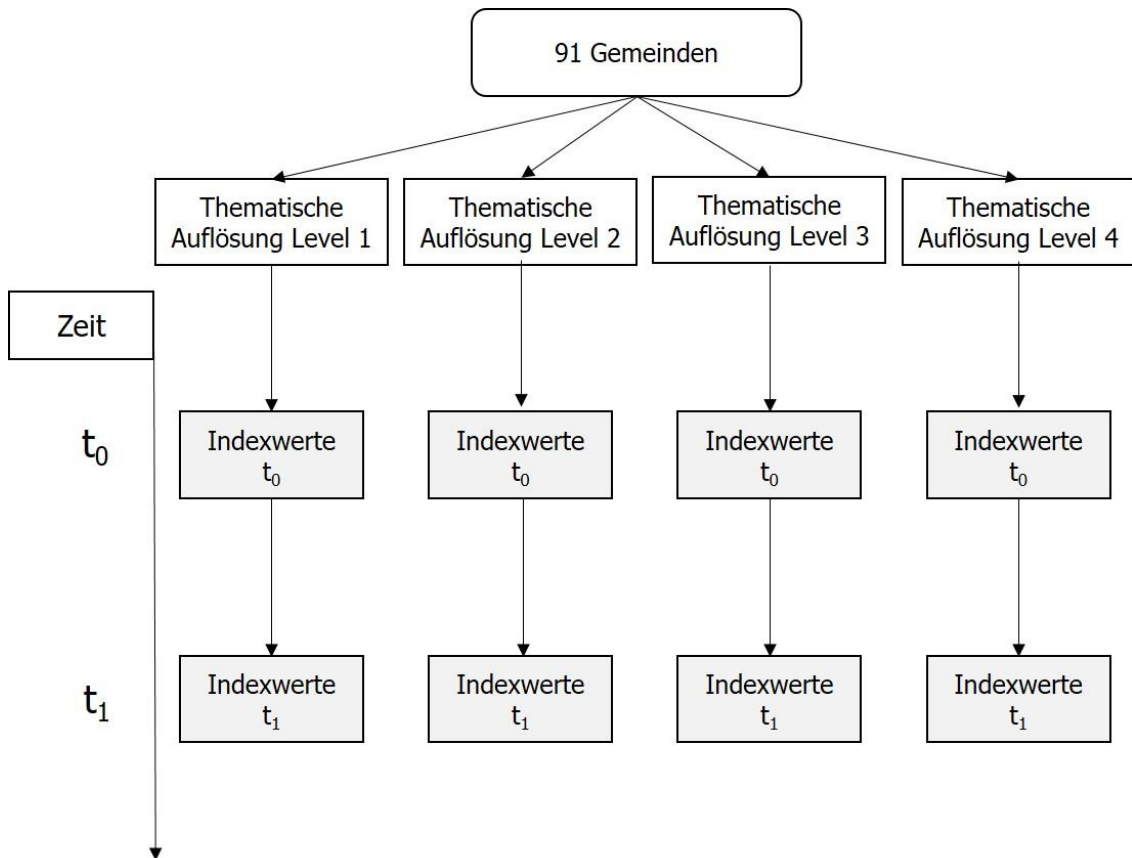 91 Gemeinden
Thematische
Auflösung Level 1
Thematische
Auflösung Level 2
Thematische
Auflösung Level 3
Thematische
Auflösung Level 4
Zeit
t₀
Indexwerte
t₀
Indexwerte
t₀
Indexwerte
t₀
Indexwerte
t₀
t₁
Indexwerte
t₁
Indexwerte
t₁
Indexwerte
t₁
Indexwerte
t₁